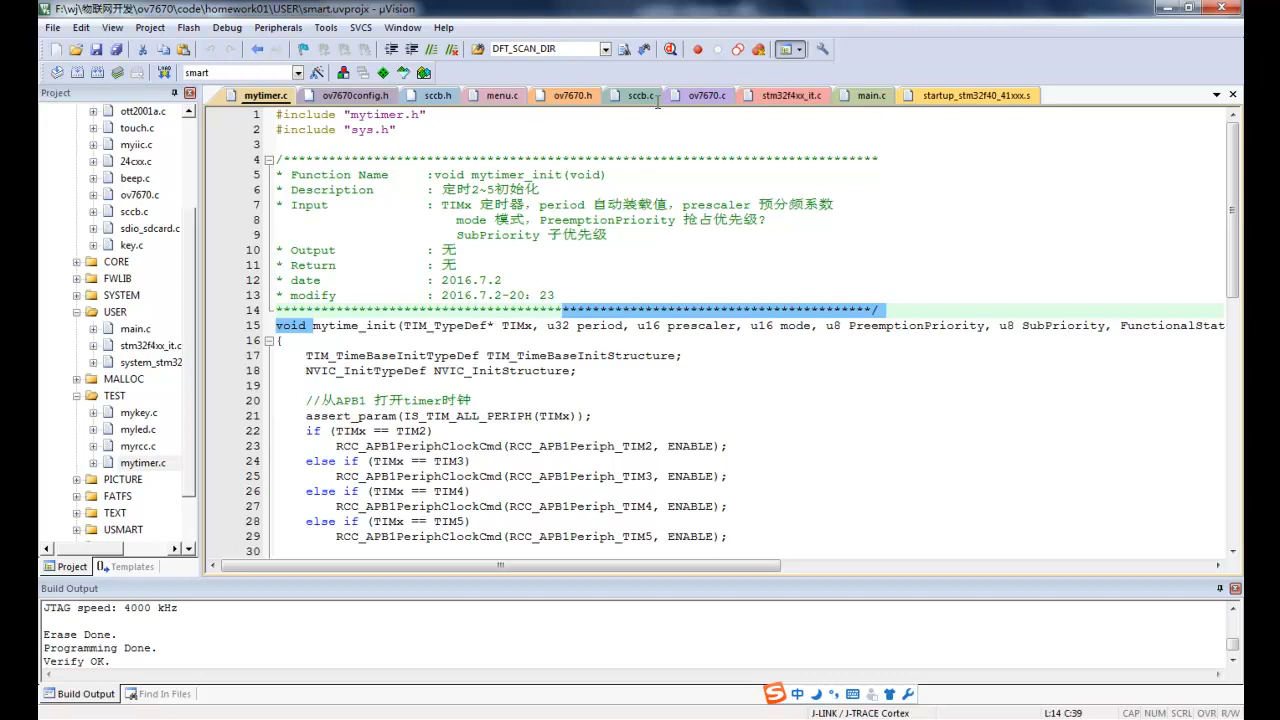 F:\wj\物联网开发\ov7670\code\homework01\USER\smart.uvprojx - µVision
File Edit View Project Flash Debug Peripherals Tools SVCS Window Help
DFT_SCAN_DIR
LOAD
smart
Project
mytimer.c ov7670config.h sccb.h menu.c ov7670.h sccb.c ov7670.c stm32f4xx_it.c main.c startup_stm32f40_41xxx.s
ott2001a.c
touch.c
myiic.c
24cxx.c
beep.c
ov7670.c
sccb.c
sdio_sdcard.c
key.c
CORE
FWLIB
SYSTEM
USER
main.c
stm32f4xx_it.c
system_stm32
MALLOC
TEST
mykey.c
myled.c
myrcc.c
mytimer.c
PICTURE
FATFS
TEXT
USMART
Project Templates
1 #include "mytimer.h"
2 #include "sys.h"
3
4 /*******************************************************************************
5 * Function Name :void mytimer_init(void)
6 * Description : 定时2~5初始化
7 * Input : TIMx 定时器，period 自动装载值，prescaler 预分频系数
8 mode 模式，PreemptionPriority 抢占优先级？
9 SubPriority 子优先级
10 * Output : 无
11 * Return : 无
12 * date : 2016.7.2
13 * modify : 2016.7.2-20：23
14 *******************************************************************************/
15 void mytime_init(TIM_TypeDef* TIMx, u32 period, u16 prescaler, u16 mode, u8 PreemptionPriority, u8 SubPriority, FunctionalStat
16 {
17 TIM_TimeBaseInitTypeDef TIM_TimeBaseInitStructure;
18 NVIC_InitTypeDef NVIC_InitStructure;
19
20 //从APB1 打开timer时钟
21 assert_param(IS_TIM_ALL_PERIPH(TIMx));
22 if (TIMx == TIM2)
23 RCC_APB1PeriphClockCmd(RCC_APB1Periph_TIM2, ENABLE);
24 else if (TIMx == TIM3)
25 RCC_APB1PeriphClockCmd(RCC_APB1Periph_TIM3, ENABLE);
26 else if (TIMx == TIM4)
27 RCC_APB1PeriphClockCmd(RCC_APB1Periph_TIM4, ENABLE);
28 else if (TIMx == TIM5)
29 RCC_APB1PeriphClockCmd(RCC_APB1Periph_TIM5, ENABLE);
30
Build Output
JTAG speed: 4000 kHz
Erase Done.
Programming Done.
Verify OK.
Build Output Find In Files
中
J-LINK / J-TRACE Cortex L:14 C:39 CAP NUM SCRL OVR R/W